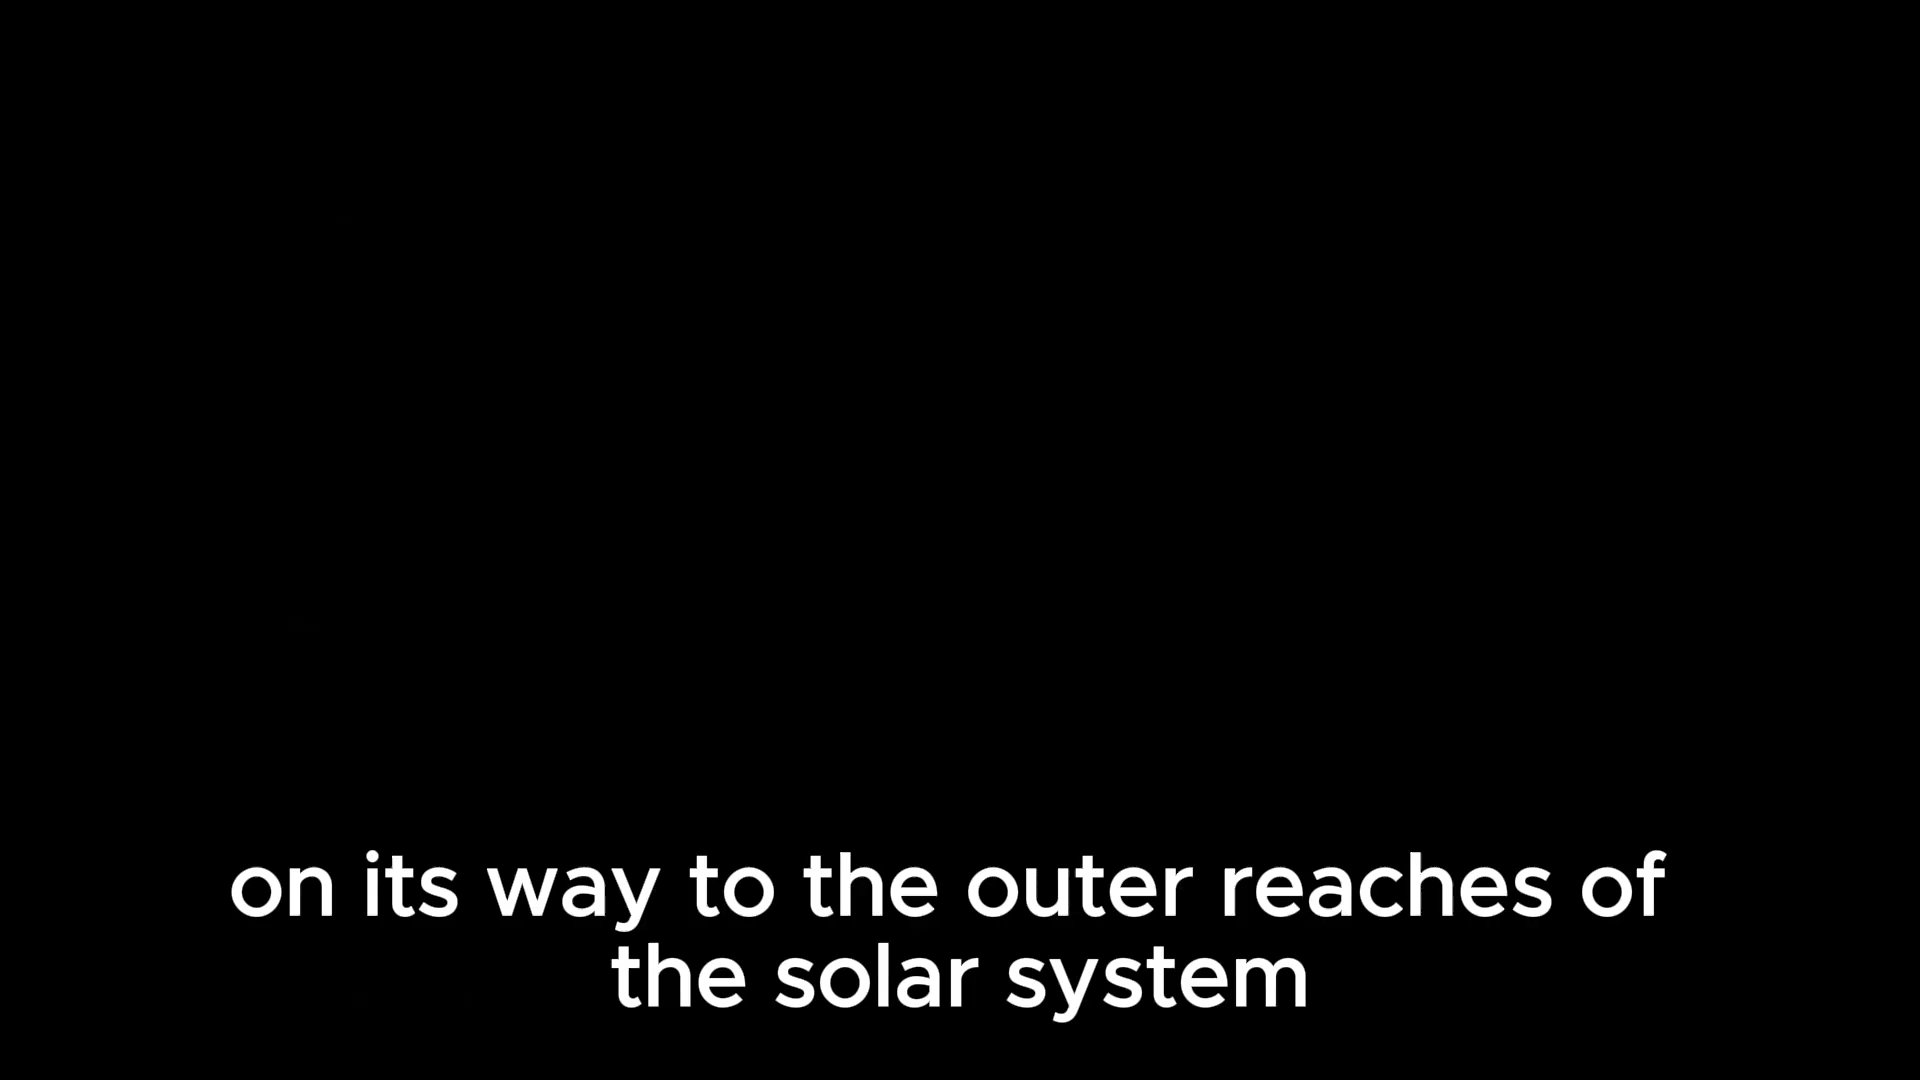 on its way to the outer reaches of
the solar system